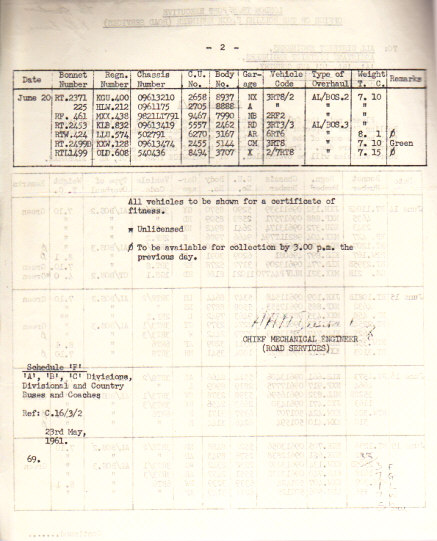 - 2 -
Date Bonnet Number Regn. Number Chassis Number C.U. No. Body No. Gar- age Vehicle Code Type of Overhaul Weight T. C. Remarks
June 20 RT.2371 KGU.400 09613210 2658 8937 NX 3RT8/2 AL/BOS.2 7. 10
225 HLW.212 0961175 2705 8888 A " " "
RF. 461 MXX.438 9821LT791 9467 7990 NB 2RF2 "
RT.2453 KLB.832 09613419 5557 2462 RD 3RT3/3 AL/BOS.3 "
RTW.424 LLU.574 502791 6270 3167 AR 6RT6 " 8. 1 ø
RT.2499D KXW.128 09613474 2455 5144 CM 3RT8 " 7. 10 Green
RTL1499 OLD.608 540436 8494 3707 X 2/7RT8 " 7. 15 ø
All vehicles to be shown for a certificate of
fitness.
Unlicensed
ø To be available for collection by 3.00 p.m. the
previous day.
CHIEF MECHANICAL ENGINEER
(ROAD SERVICES)
Schedule 'F'
'A', 'B', 'C' Divisions,
Divisional and Country
Buses and Coaches
Ref: C.16/3/2
23rd May,
1961.
69.